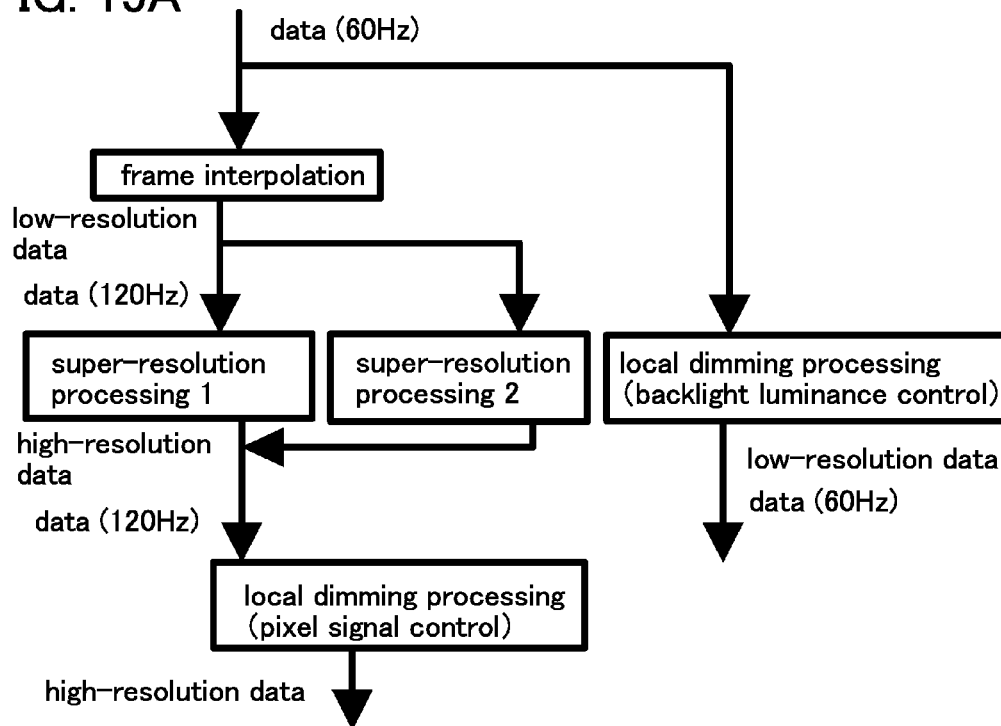 IG. 15A
data (60Hz)
frame interpolation
low-resolution
data
data (120Hz)
super-resolution
processing 1
super-resolution
processing 2
local dimming processing
(backlight luminance control)
high-resolution
data
low-resolution data
data (60Hz)
data (120Hz)
local dimming processing
(pixel signal control)
high-resolution data